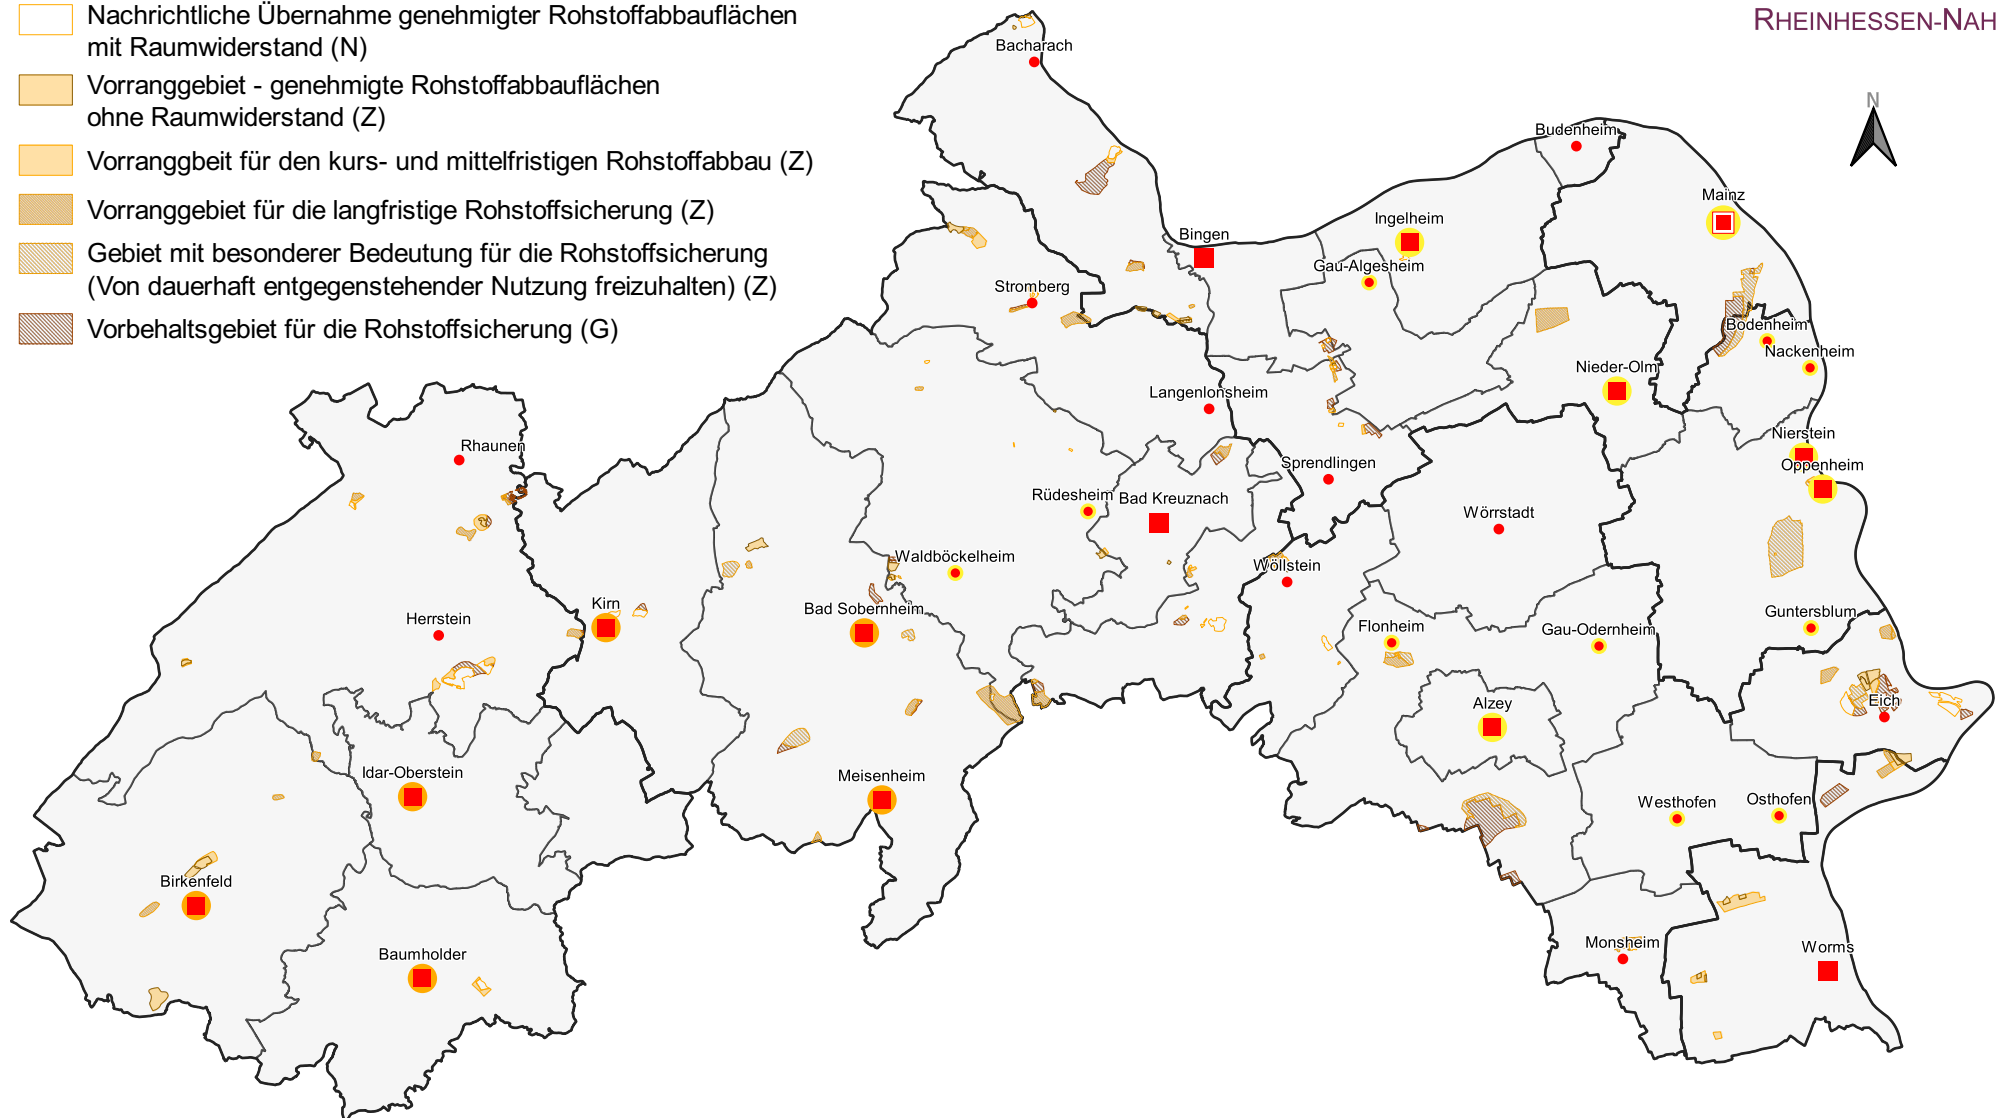 Nachrichtliche Übernahme genehmigter Rohstoffabbauflächen
mit Raumwiderstand (N)
Vorranggebiet - genehmigte Rohstoffabbauflächen
ohne Raumwiderstand (Z)
Vorranggbeit für den kurs- und mittelfristigen Rohstoffabbau (Z)
Vorranggebiet für die langfristige Rohstoffsicherung (Z)
Gebiet mit besonderer Bedeutung für die Rohstoffsicherung
(Von dauerhaft entgegenstehender Nutzung freizuhalten) (Z)
Vorbehaltsgebiet für die Rohstoffsicherung (G)
RHEINHESSEN-NAH
N
Bacharach
Budenheim
Mainz
Ingelheim
Bingen
Gau-Algesheim
Stromberg
Bodenheim
Nackenheim
Nieder-Olm
Langenlonsheim
Nierstein
Rhaunen
Sprendlingen
Oppenheim
Rüdesheim
Bad Kreuznach
Wörrstadt
Waldböckelheim
Wöllstein
Kirn
Bad Sobernheim
Guntersblum
Herrstein
Flonheim
Gau-Odernheim
Alzey
Eich
Idar-Oberstein
Meisenheim
Westhofen
Osthofen
Birkenfeld
Monsheim
Worms
Baumholder